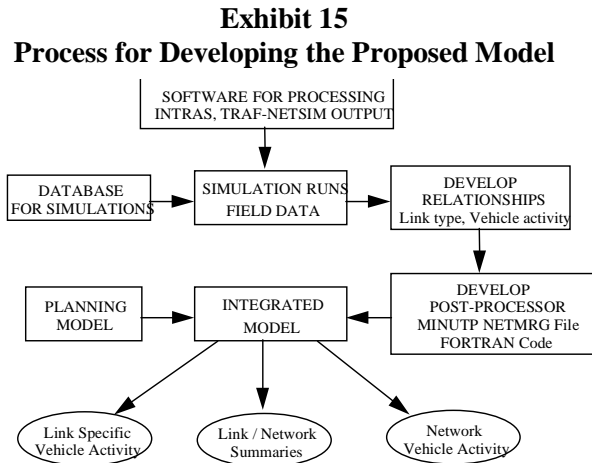 Exhibit 15
Process for Developing the Proposed Model
SOFTWARE FOR PROCESSING
INTRAS, TRAF-NETSIM OUTPUT
DATABASE
FOR SIMULATIONS
SIMULATION RUNS
FIELD DATA
DEVELOP
RELATIONSHIPS
Link type, Vehicle activity
PLANNING
MODEL
INTEGRATED
MODEL
DEVELOP
POST-PROCESSOR
MINUTP NETMRG File
FORTRAN Code
Link Specific
Vehicle Activity
Link / Network
Summaries
Network
Vehicle Activity